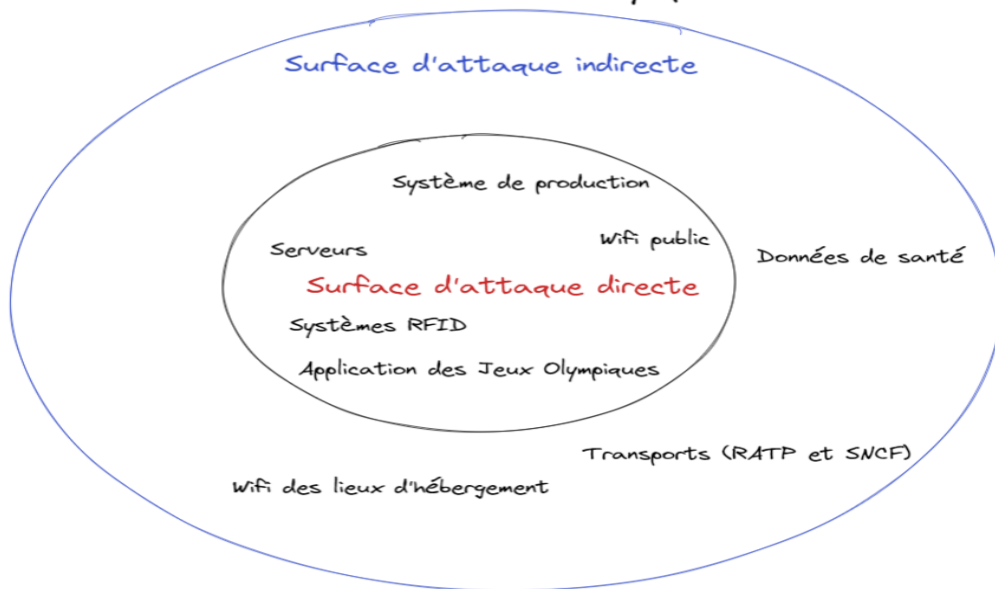 Surface d'attaque indirecte
Système de production
Wifi public
Serveurs
Données de santé
Surface d'attaque directe
Systèmes RFID
Application des Jeux Olympiques
Transports (RATP et SNCF)
Wifi des lieux d'hébergement